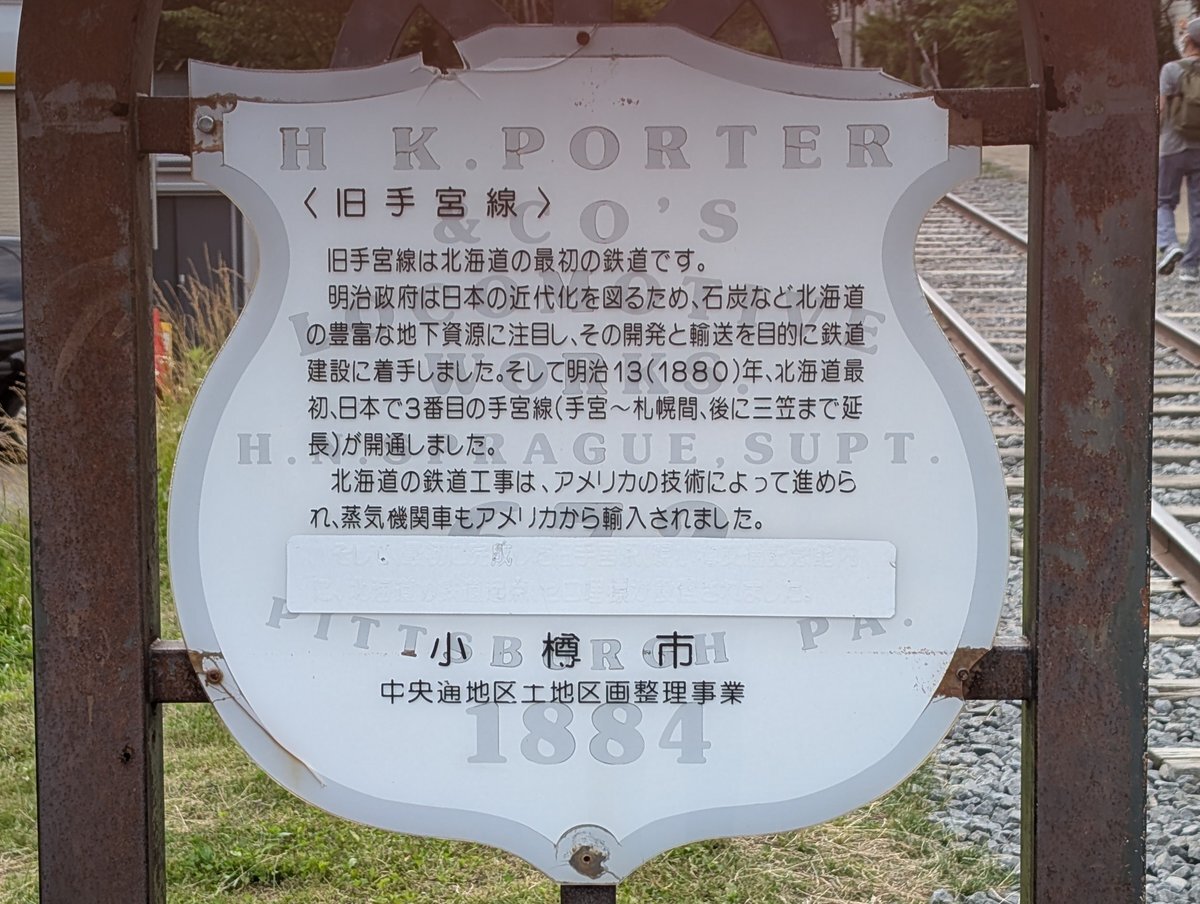 H K.PORTER
〈旧手宮線〉
&CO'S
旧手宮線は北海道の最初の鉄道です。
明治政府は日本の近代化を図るため、石炭など北海道
LOCOMOTIVE
の豊富な地下資源に注目し、その開発と輸送を目的に鉄道
建設に着手しました。そして明治13(1880)年、北海道最
WORKS.
初、日本で3番目の手宮線(手宮～札幌間、後に三笠まで延
長)が開通しました。
H.N.SPRAGUE,SUPT.
北海道の鉄道工事は、アメリカの技術によって進めら
れ、蒸気機関車もアメリカから輸入されました。
PITTSBURGH PA.
小樽市
中央通地区土地区画整理事業
1884